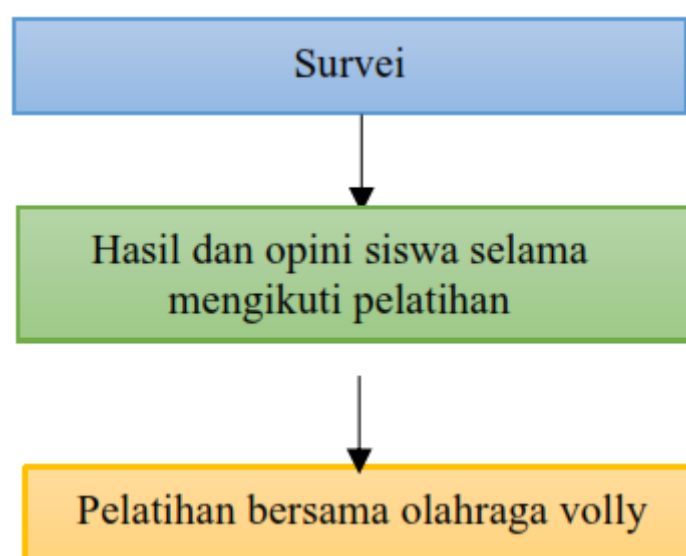 Survei
Hasil dan opini siswa selama
mengikuti pelatihan
Pelatihan bersama olahraga volly